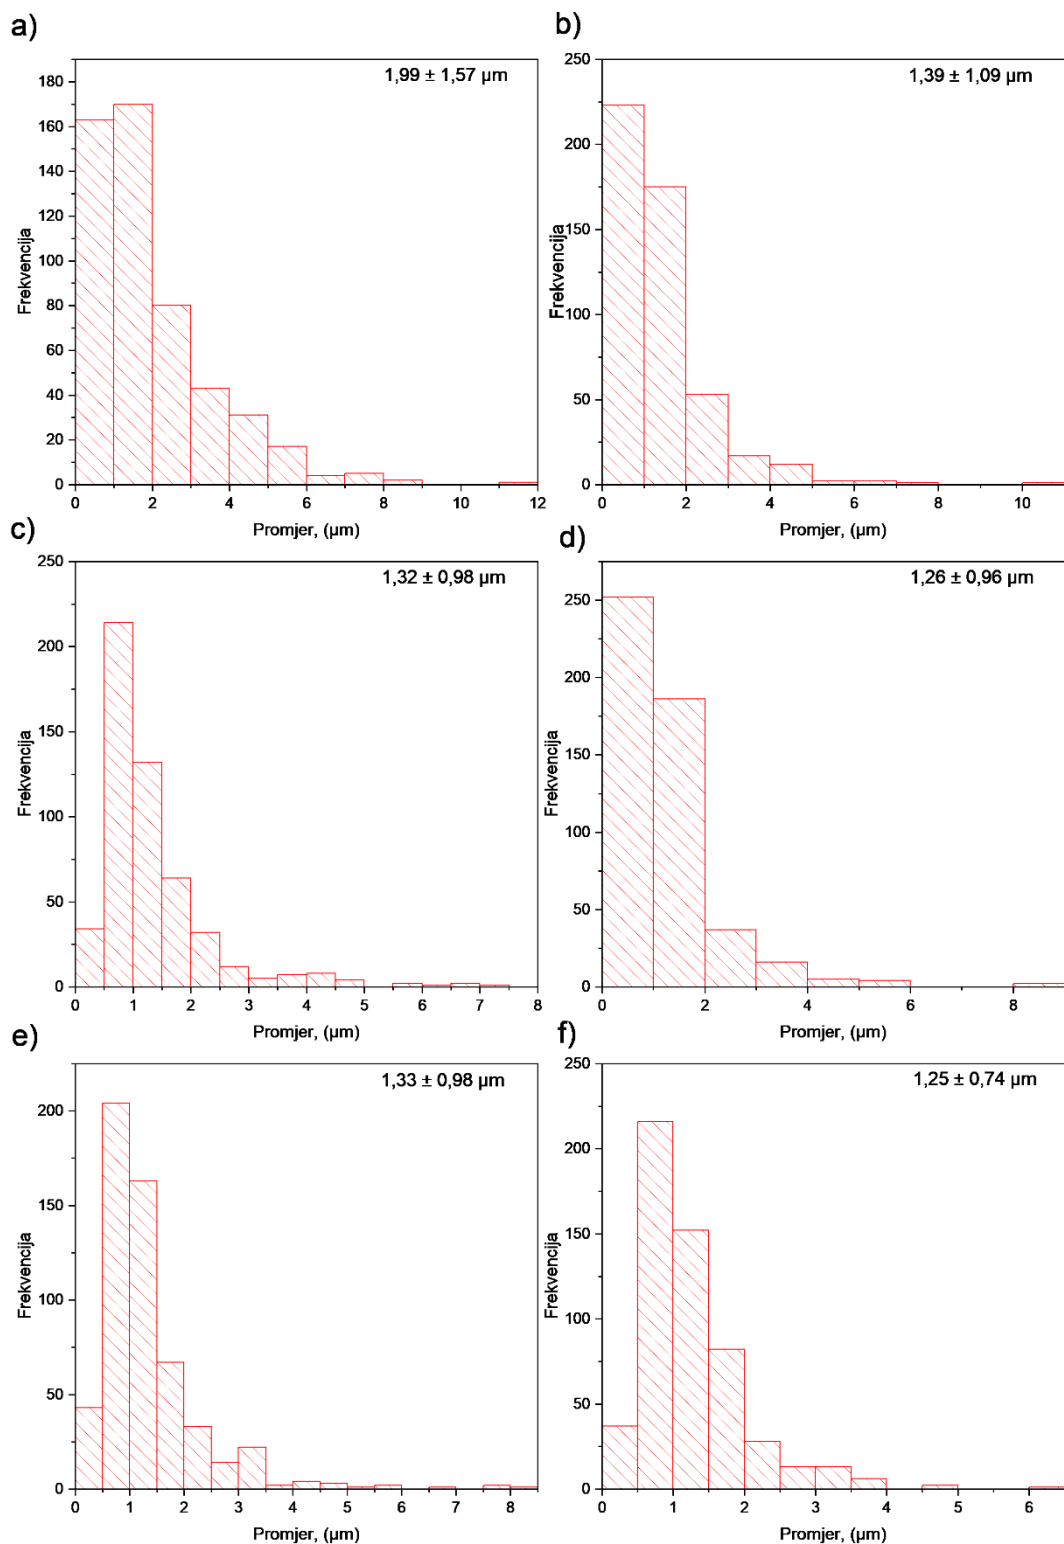 a)
1,99 ± 1,57 µm
180
160
140
120
100
80
60
40
20
0
Frekvencija
0 2 4 6 8 10 12
Promjer, (µm)
b)
1,39 ± 1,09 µm
250
200
150
100
50
0
Frekvencija
0 2 4 6 8 10
Promjer, (µm)
c)
1,32 ± 0,98 µm
250
200
150
100
50
0
Frekvencija
0 1 2 3 4 5 6 7 8
Promjer, (µm)
d)
1,26 ± 0,96 µm
250
200
150
100
50
0
Frekvencija
0 2 4 6 8
Promjer, (µm)
e)
1,33 ± 0,98 µm
200
150
100
50
0
Frekvencija
0 1 2 3 4 5 6 7 8
Promjer, (µm)
f)
1,25 ± 0,74 µm
250
200
150
100
50
0
Frekvencija
0 1 2 3 4 5 6
Promjer, (µm)